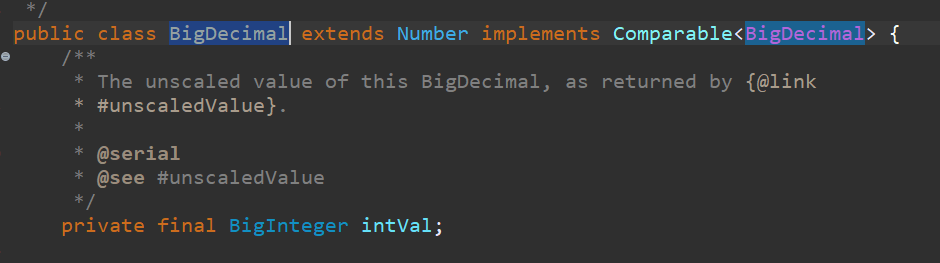 */
public class BigDecimal extends Number implements Comparable<BigDecimal> {
/**
* The unscaled value of this BigDecimal, as returned by {@link
* #unscaledValue}.
*
* @serial
* @see #unscaledValue
*/
private final BigInteger intVal;